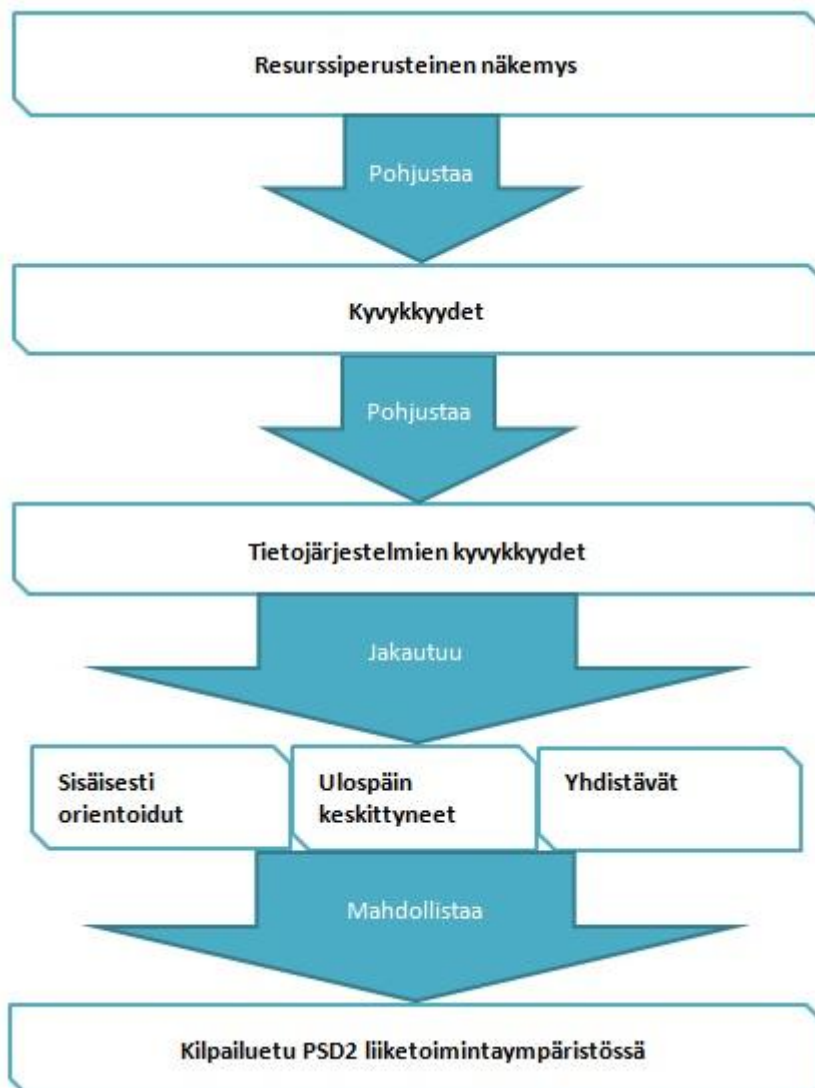 Resurssiperusteinen näkemys
Pohjustaa
Kyvykkyydet
Pohjustaa
Tietojärjestelmien kyvykkyydet
Jakautuu
Sisäisesti
orientoidut
Ulospäin
keskittyneet
Yhdistävät
Mahdollistaa
Kilpailuetu PSD2 liiketoimintaympäristössä